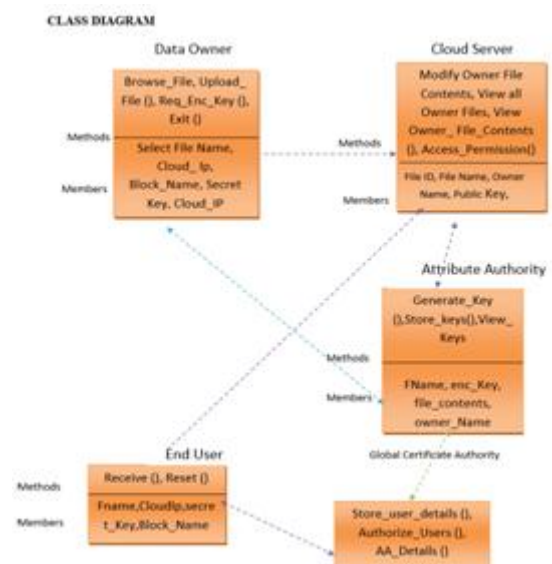 CLASS DIAGRAM
Data Owner
Browse_File, Upload_
File (), Req_Enc_Key (),
Exit ()
Methods
Select File Name,
Cloud_Ip,
Block_Name, Secret
Key, Cloud_IP
Members
Cloud Server
Modify Owner File
Contents, View all
Owner Files, View
Owner_ File_Contents
(), Access_Permission()
Methods
File ID, File Name, Owner
Name, Public Key,
Members
Attribute Authority
Generate_Key
(),Store_keys(),View_
Keys
Methods
FName, enc_Key,
file_contents,
owner_Name
Members
End User
Receive (), Reset ()
Methods
Fname,CloudIp,secre
t_Key,Block_Name
Members
Global Certificate Authority
Store_user_details (),
Authorize_Users (),
AA_Details ()